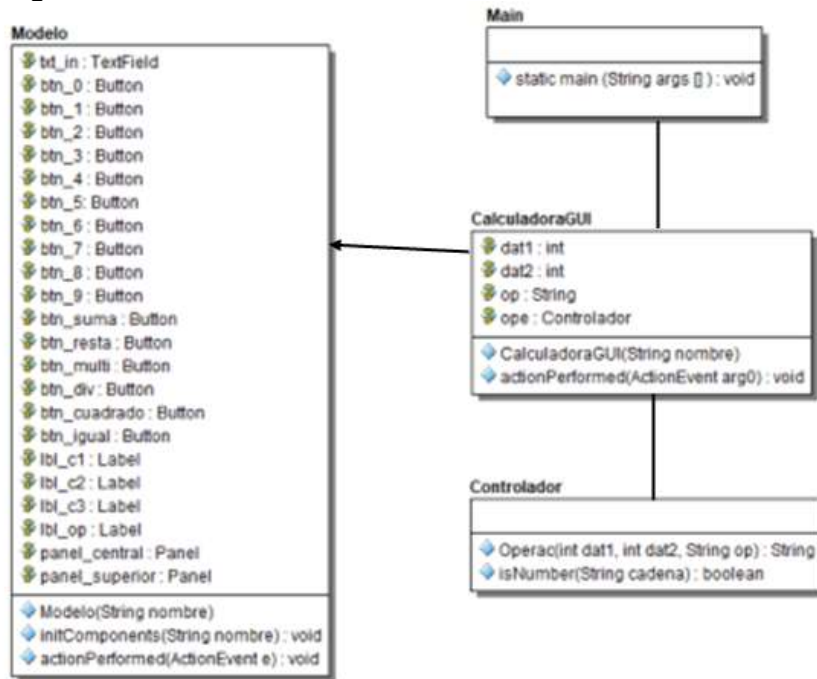 Modelo
txt_in : TextField
btn_0 : Button
btn_1 : Button
btn_2 : Button
btn_3 : Button
btn_4 : Button
btn_5: Button
btn_6 : Button
btn_7 : Button
btn_8 : Button
btn_9 : Button
btn_suma : Button
btn_resta : Button
btn_multi : Button
btn_div : Button
btn_cuadrado : Button
btn_igual : Button
lbl_c1 : Label
lbl_c2 : Label
lbl_c3 : Label
lbl_op : Label
panel_central : Panel
panel_superior : Panel
Modelo(String nombre)
initComponents(String nombre) : void
actionPerformed(ActionEvent e) : void
Main
static main (String args [] ) : void
CalculadoraGUI
dat1 : int
dat2 : int
op : String
ope : Controlador
CalculadoraGUI(String nombre)
actionPerformed(ActionEvent arg0) : void
Controlador
Operac(int dat1, int dat2, String op) : String
isNumber(String cadena) : boolean